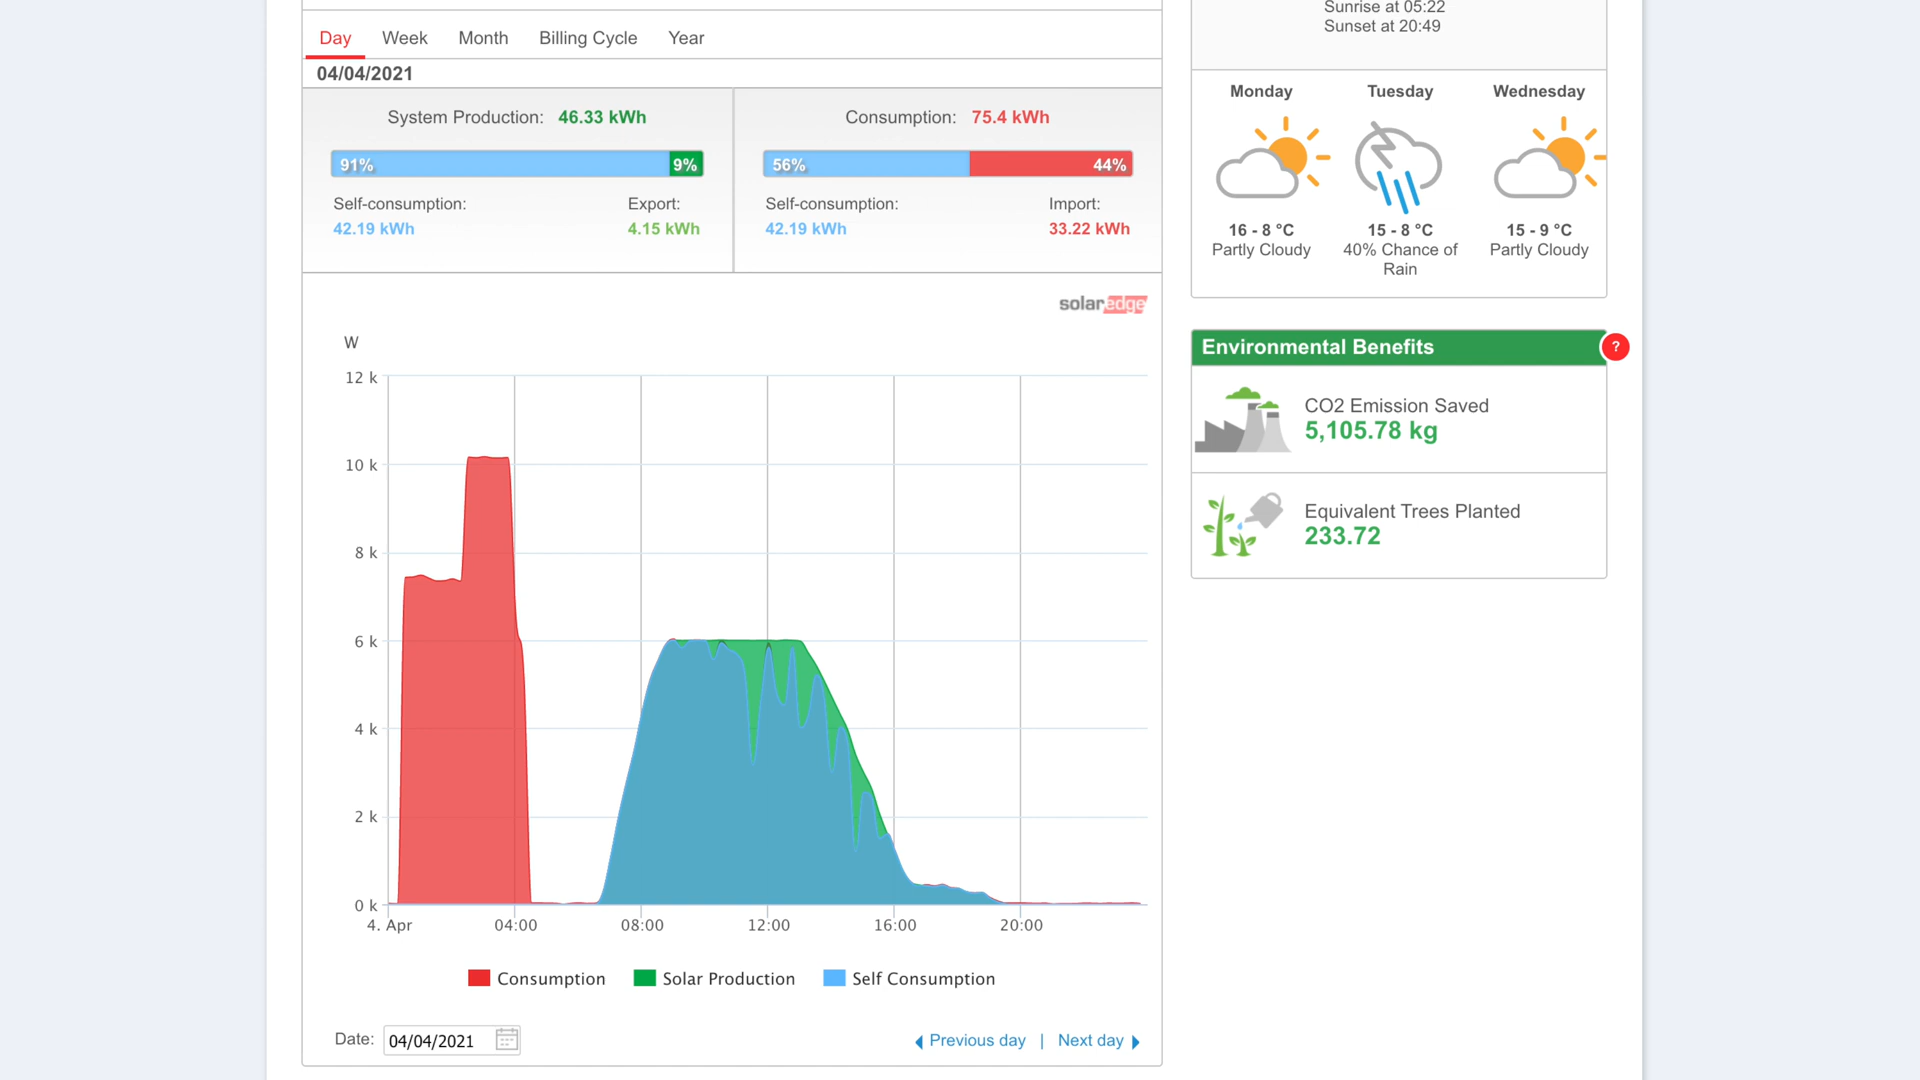 Sunrise at 05:22
Sunset at 20:49
Day Week Month Billing Cycle Year
04/04/2021
System Production: 46.33 kWh
91% 9%
Self-consumption: Export:
42.19 kWh 4.15 kWh
Consumption: 75.4 kWh
56% 44%
Self-consumption: Import:
42.19 kWh 33.22 kWh
Monday Tuesday Wednesday
16 - 8 °C 15 - 8 °C 15 - 9 °C
Partly Cloudy 40% Chance of Partly Cloudy
Rain
solaredge
W
12 k
10 k
8 k
6 k
4 k
2 k
0 k
4. Apr 04:00 08:00 12:00 16:00 20:00
Consumption Solar Production Self Consumption
Date: 04/04/2021 Previous day | Next day
Environmental Benefits ?
CO2 Emission Saved
5,105.78 kg
Equivalent Trees Planted
233.72